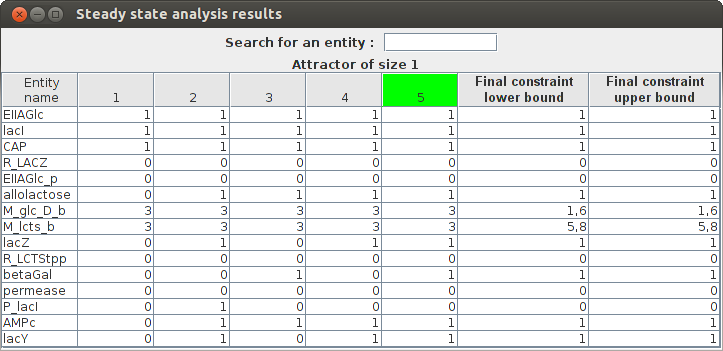 Steady state analysis results
Search for an entity :
Attractor of size 1
Entity name 1 2 3 4 5 Final constraint lower bound Final constraint upper bound
EIIAGlc 1 1 1 1 1 1 1
lacI 1 1 1 1 1 1 1
CAP 1 1 1 1 1 1 1
R_LACZ 0 0 0 0 0 0 0
EIIAGlc_p 0 0 0 0 0 0 0
allolactose 0 1 1 1 1 1 1
M_glc_D_b 3 3 3 3 3 1,6 1,6
M_lcts_b 3 3 3 3 3 5,8 5,8
lacZ 0 1 0 1 1 1 1
R_LCTStpp 0 0 0 0 0 0 0
betaGal 0 0 1 0 1 1 1
permease 0 0 0 0 0 0 0
P_lacI 0 1 0 0 0 0 0
AMPc 0 1 1 1 1 1 1
lacY 0 1 0 1 1 1 1